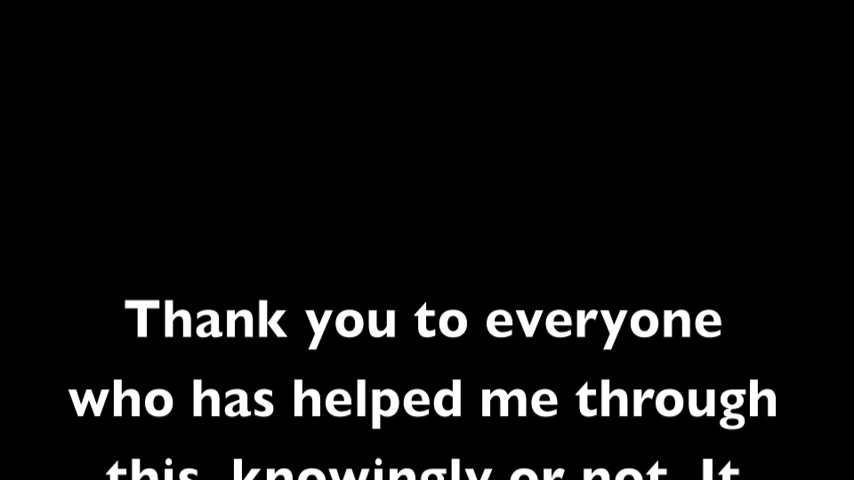 Thank you to everyone
who has helped me through
this, knowingly or not. It